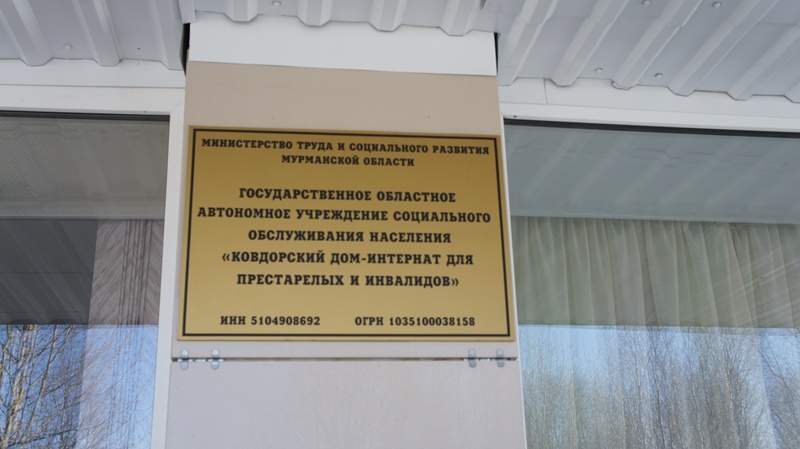 МИНИСТЕРСТВО ТРУДА И СОЦИАЛЬНОГО РАЗВИТИЯ
МУРМАНСКОЙ ОБЛАСТИ
ГОСУДАРСТВЕННОЕ ОБЛАСТНОЕ
АВТОНОМНОЕ УЧРЕЖДЕНИЕ СОЦИАЛЬНОГО
ОБСЛУЖИВАНИЯ НАСЕЛЕНИЯ
«КОВДОРСКИЙ ДОМ-ИНТЕРНАТ ДЛЯ
ПРЕСТАРЕЛЫХ И ИНВАЛИДОВ»
ИНН 5104908692 ОГРН 1035100038158